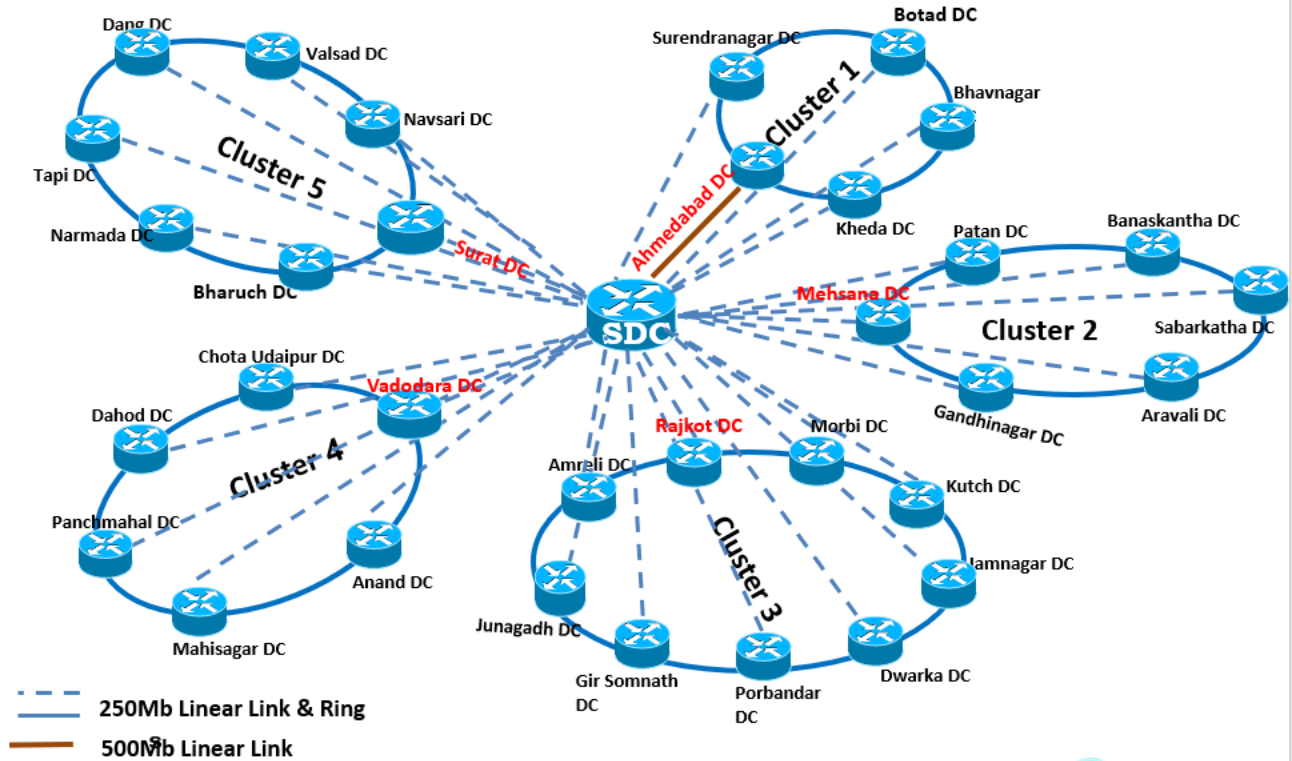 Dang DC
Valsad DC
Navsari DC
Cluster 5
Tapi DC
Narmada DC
Surat DC
Bharuch DC
Botad DC
Surendranagar DC
Cluster 1
Bhavnagar
Ahmedabad DC
Kheda DC
SDC
Patan DC
Banaskantha DC
Mehsana DC
Cluster 2
Sabarkatha DC
Gandhinagar DC
Aravali DC
Chota Udaipur DC
Vadodara DC
Dahod DC
Cluster 4
Panchmahal DC
Anand DC
Mahisagar DC
Rajkot DC
Morbi DC
Amreli DC
Kutch DC
Cluster 3
Jamnagar DC
Junagadh DC
Gir Somnath
DC
Porbandar
DC
Dwarka DC
250Mb Linear Link & Ring
s
500Mb Linear Link